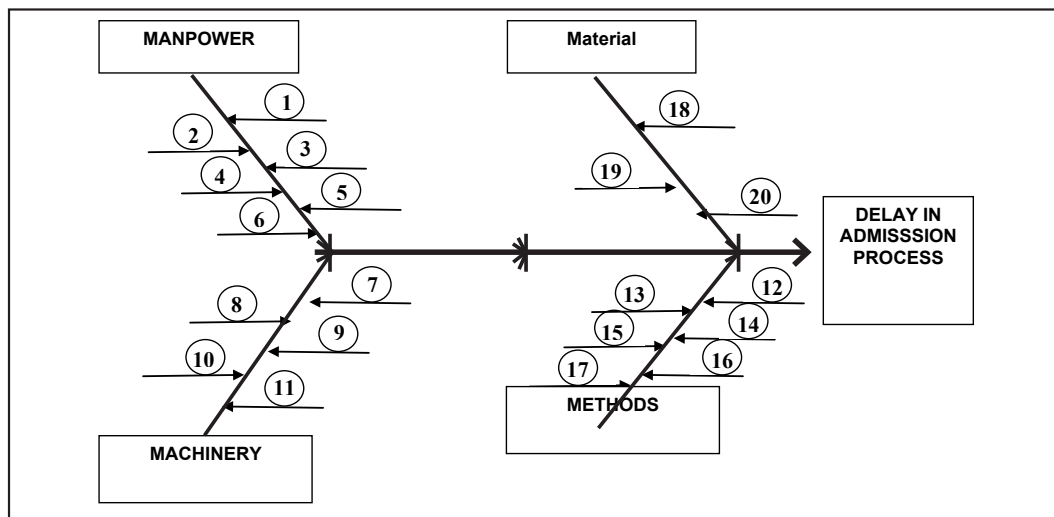 MANPOWER
Material
1
18
2
3
4
19
5
20
6
DELAY IN
ADMISSSION
PROCESS
7
12
8
13
9
14
15
10
16
11
17
METHODS
MACHINERY